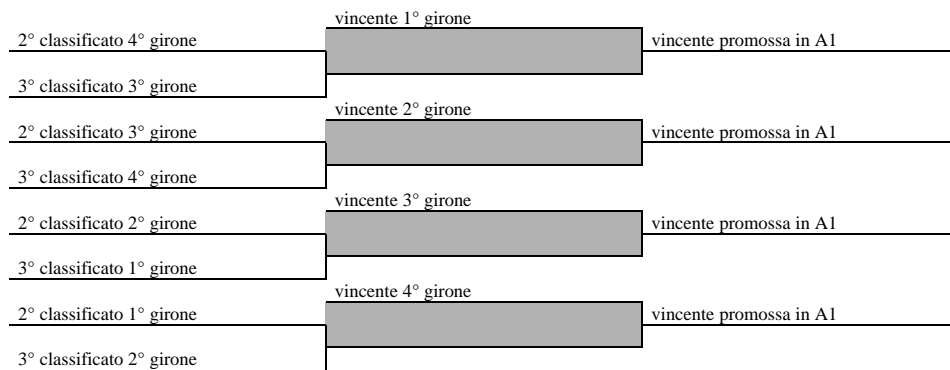 vincente 1° girone
2° classificato 4° girone
vincente promossa in A1
3° classificato 3° girone
vincente 2° girone
2° classificato 3° girone
vincente promossa in A1
3° classificato 4° girone
vincente 3° girone
2° classificato 2° girone
vincente promossa in A1
3° classificato 1° girone
vincente 4° girone
2° classificato 1° girone
vincente promossa in A1
3° classificato 2° girone